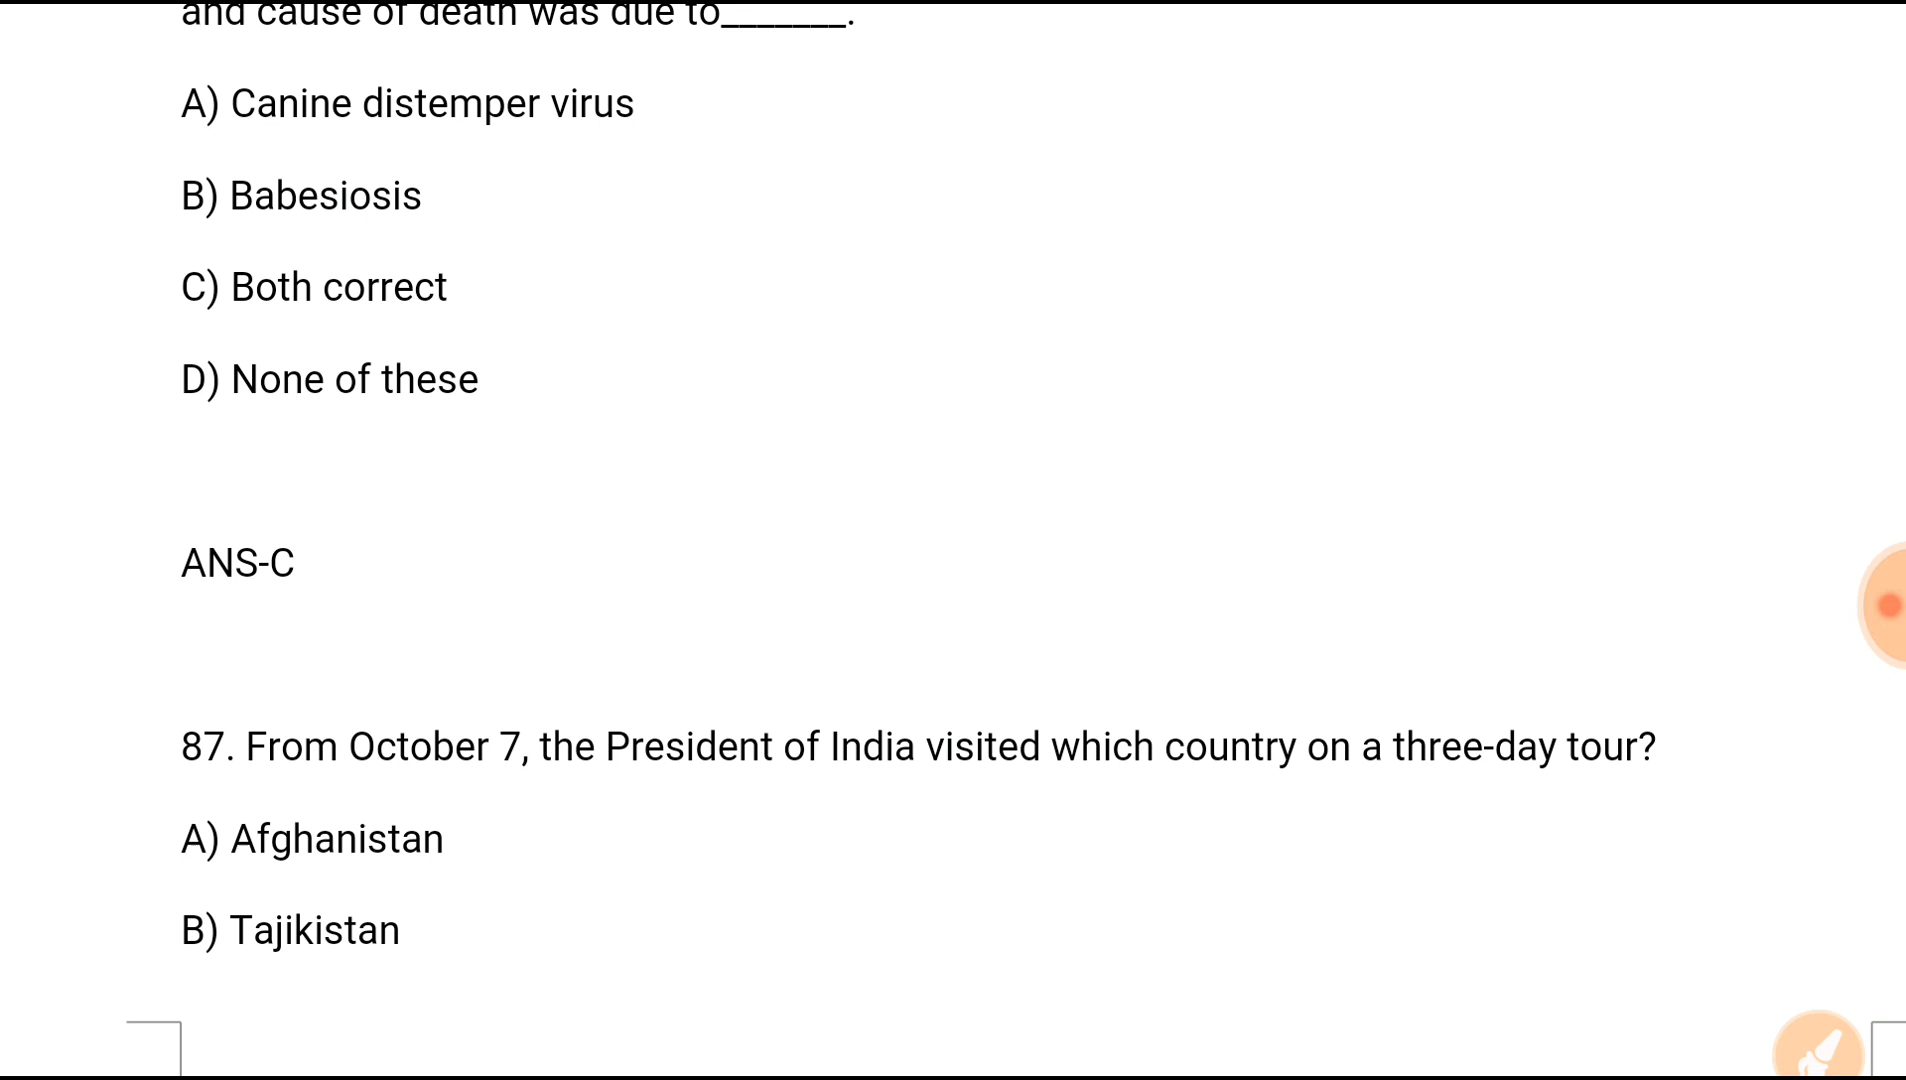 and cause of death was due to_______.
A) Canine distemper virus
B) Babesiosis
C) Both correct
D) None of these
ANS-C
87. From October 7, the President of India visited which country on a three-day tour?
A) Afghanistan
B) Tajikistan